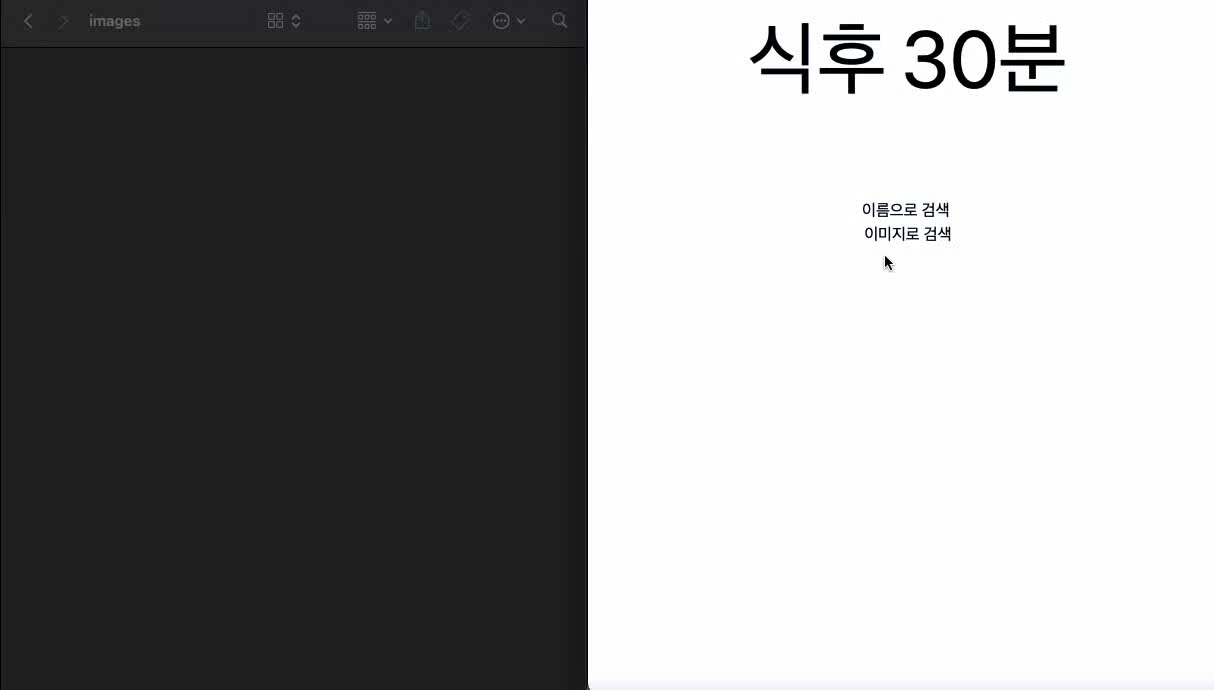 images
식후 30분
이름으로 검색
이미지로 검색